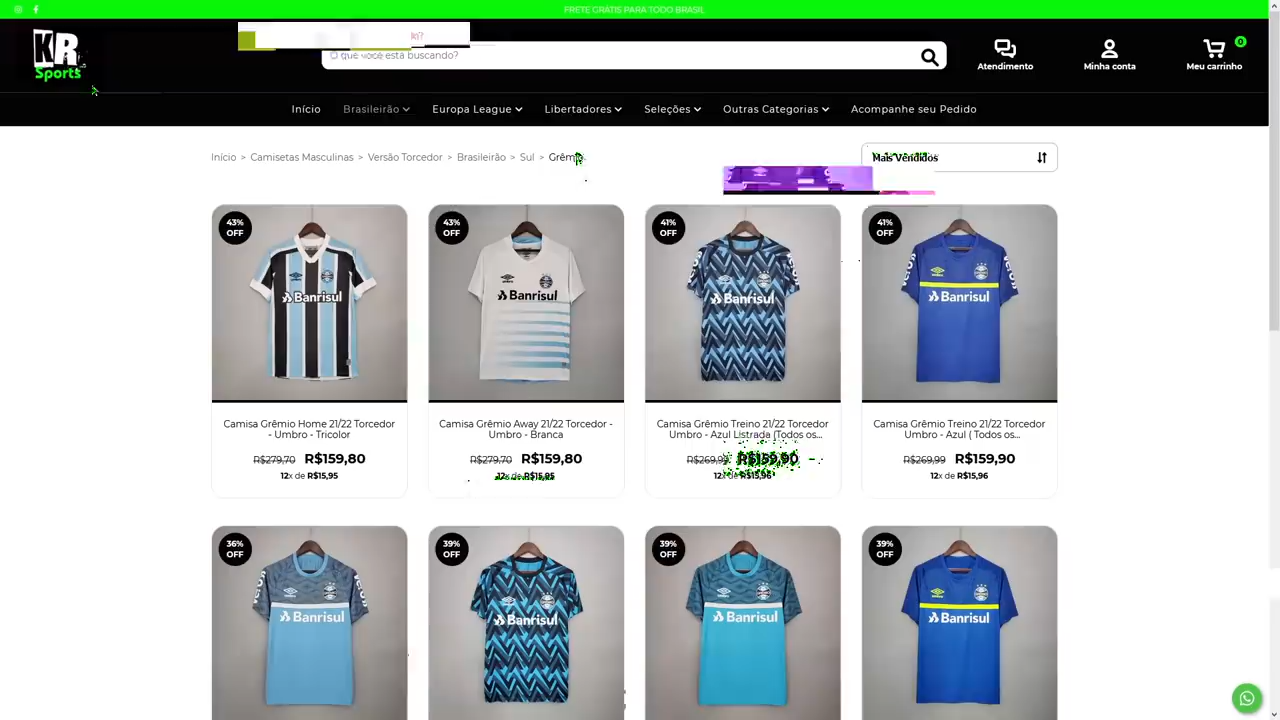 FRETE GRÁTIS PARA TODO BRASIL
KR
Sports
O que você está buscando?
Atendimento
Minha conta
0
Meu carrinho
Início
Brasileirão
Europa League
Libertadores
Seleções
Outras Categorias
Acompanhe seu Pedido
Início > Camisetas Masculinas > Versão Torcedor > Brasileirão > Sul > Grêmio
Mais Vendidos
43%
OFF
Banrisul
43%
OFF
Banrisul
41%
OFF
Banrisul
41%
OFF
Banrisul
Camisa Grêmio Home 21/22 Torcedor
- Umbro - Tricolor
R$279,70 R$159,80
12x de R$15,95
Camisa Grêmio Away 21/22 Torcedor -
Umbro - Branca
R$279,70 R$159,80
12x de R$15,95
Camisa Grêmio Treino 21/22 Torcedor
Umbro - Azul Listrada (Todos os...
R$269,99 R$159,90
12x de R$15,96
Camisa Grêmio Treino 21/22 Torcedor
Umbro - Azul ( Todos os...
R$269,99 R$159,90
12x de R$15,96
36%
OFF
Banrisul
39%
OFF
Banrisul
39%
OFF
Banrisul
39%
OFF
Banrisul